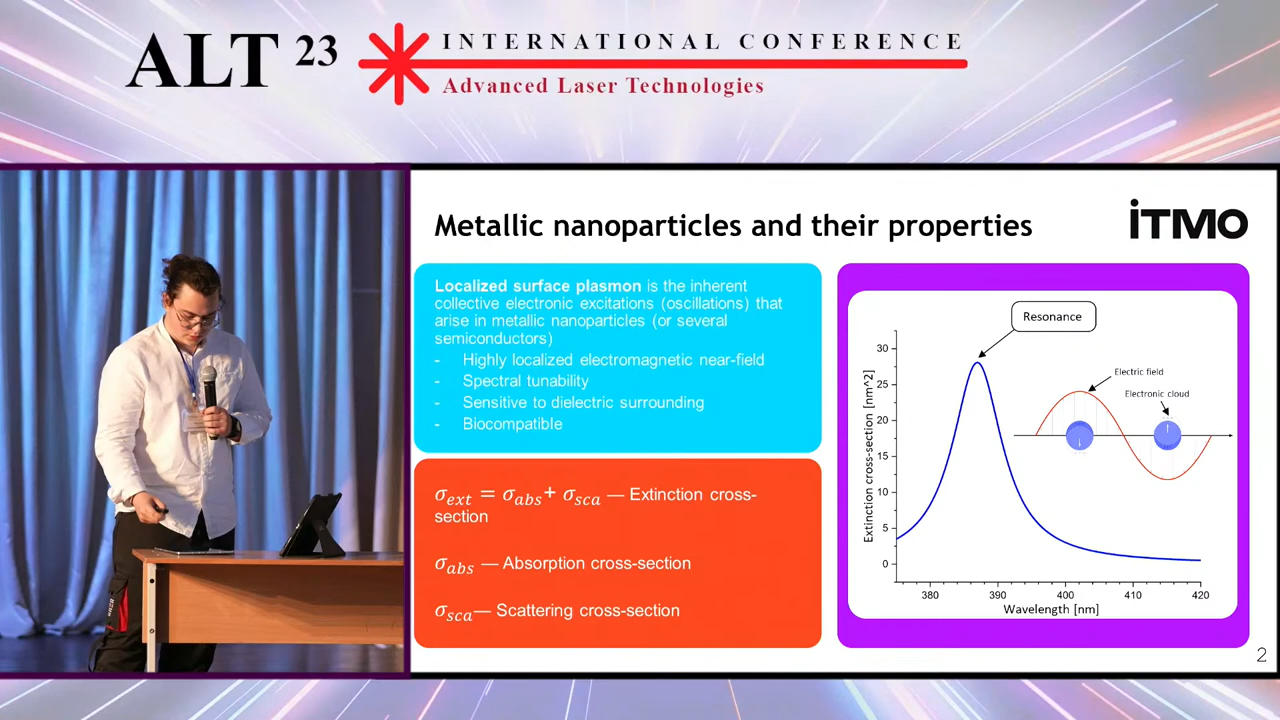 ALT 23
INTERNATIONAL CONFERENCE
Advanced Laser Technologies
Metallic nanoparticles and their properties
iTMO
Localized surface plasmon is the inherent
collective electronic excitations (oscillations) that
arise in metallic nanoparticles (or several
semiconductors)
- Highly localized electromagnetic near-field
- Spectral tunability
- Sensitive to dielectric surrounding
- Biocompatible
σext = σabs+ σsca — Extinction cross-
section
σabs — Absorption cross-section
σsca— Scattering cross-section
Resonance
Electric field
Electronic cloud
Extinction cross-section [nm^2]
30
25
20
15
10
5
0
380 390 400 410 420
Wavelength [nm]
2